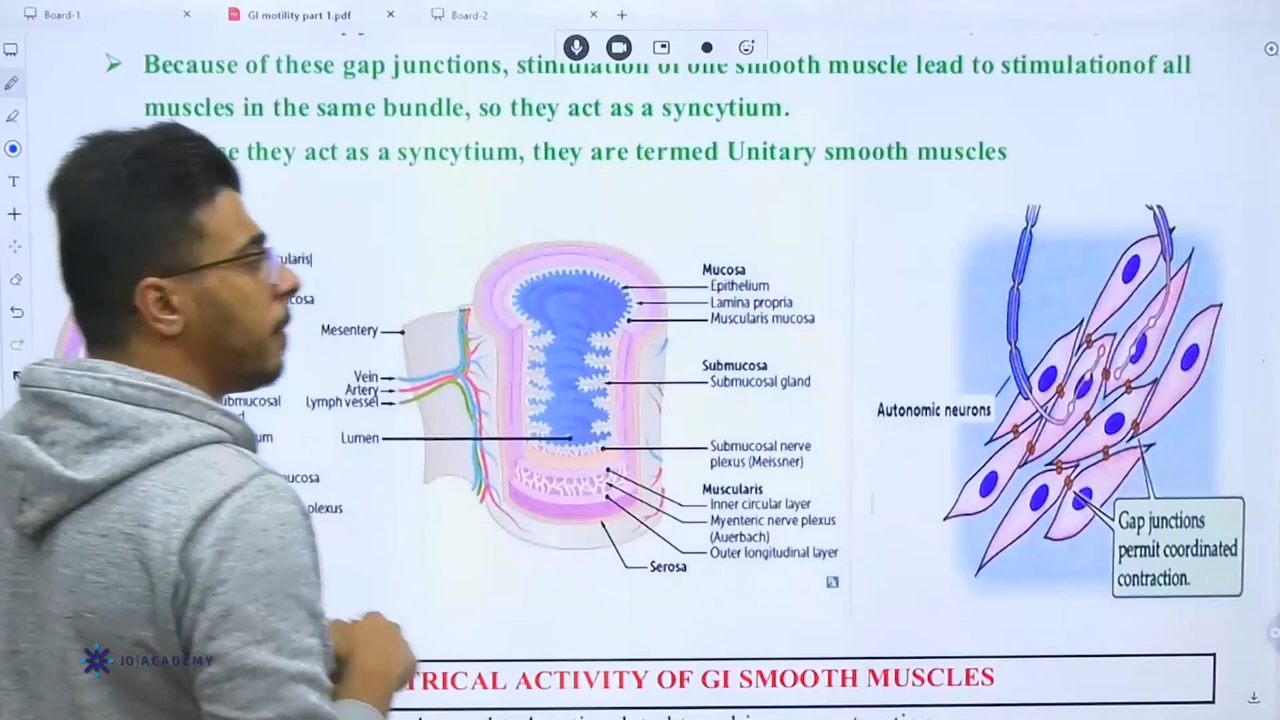 Board-1
GI motility part 1.pdf
Board-2
Because of these gap junctions, stimulation of one smooth muscle lead to stimulationof all
muscles in the same bundle, so they act as a syncytium.
they act as a syncytium, they are termed Unitary smooth muscles
Mesentery
Vein
Artery
Lymph vessel
Lumen
Mucosa
Epithelium
Lamina propria
Muscularis mucosa
Submucosa
Submucosal gland
Submucosal nerve
plexus (Meissner)
Muscularis
Inner circular layer
Myenteric nerve plexus
(Auerbach)
Outer longitudinal layer
Serosa
plexus
Autonomic neurons
Gap junctions
permit coordinated
contraction.
JO ACADEMY
TRICAL ACTIVITY OF GI SMOOTH MUSCLES